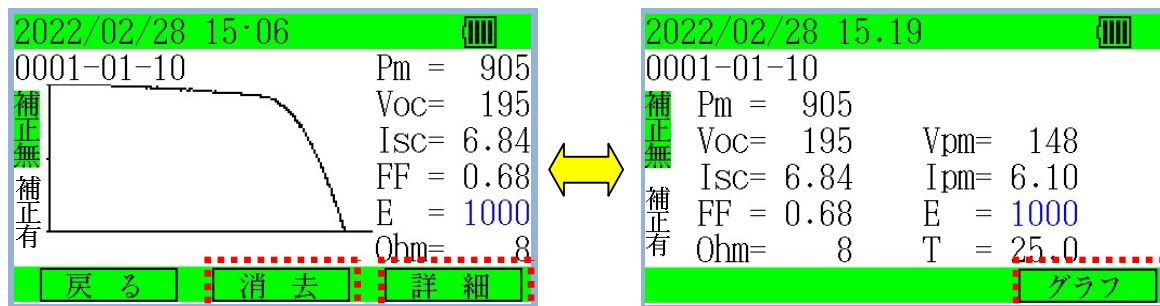 2022/02/28 15·06
0001-01-10
補正無
補正有
Pm = 905
Voc= 195
Isc= 6.84
FF = 0.68
E = 1000
Ohm= 8
戻る 消去 詳細
2022/02/28 15.19
0001-01-10
補正無
補正有
Pm = 905
Voc= 195 Vpm= 148
Isc= 6.84 Ipm= 6.10
FF = 0.68 E = 1000
Ohm= 8 T = 25.0
グラフ